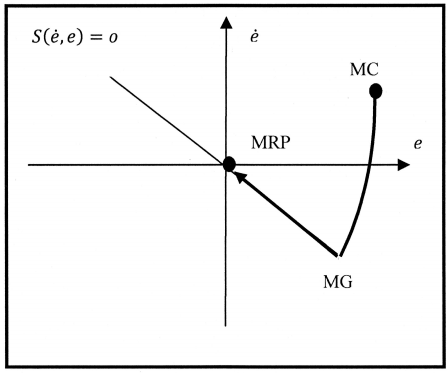 S(ė, e) = o
ė
MC
MRP
e
MG